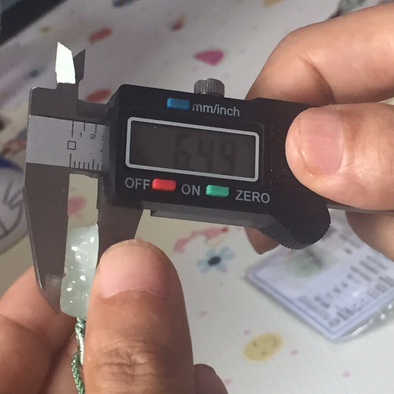 mm/inch
6.49
OFF ON ZERO